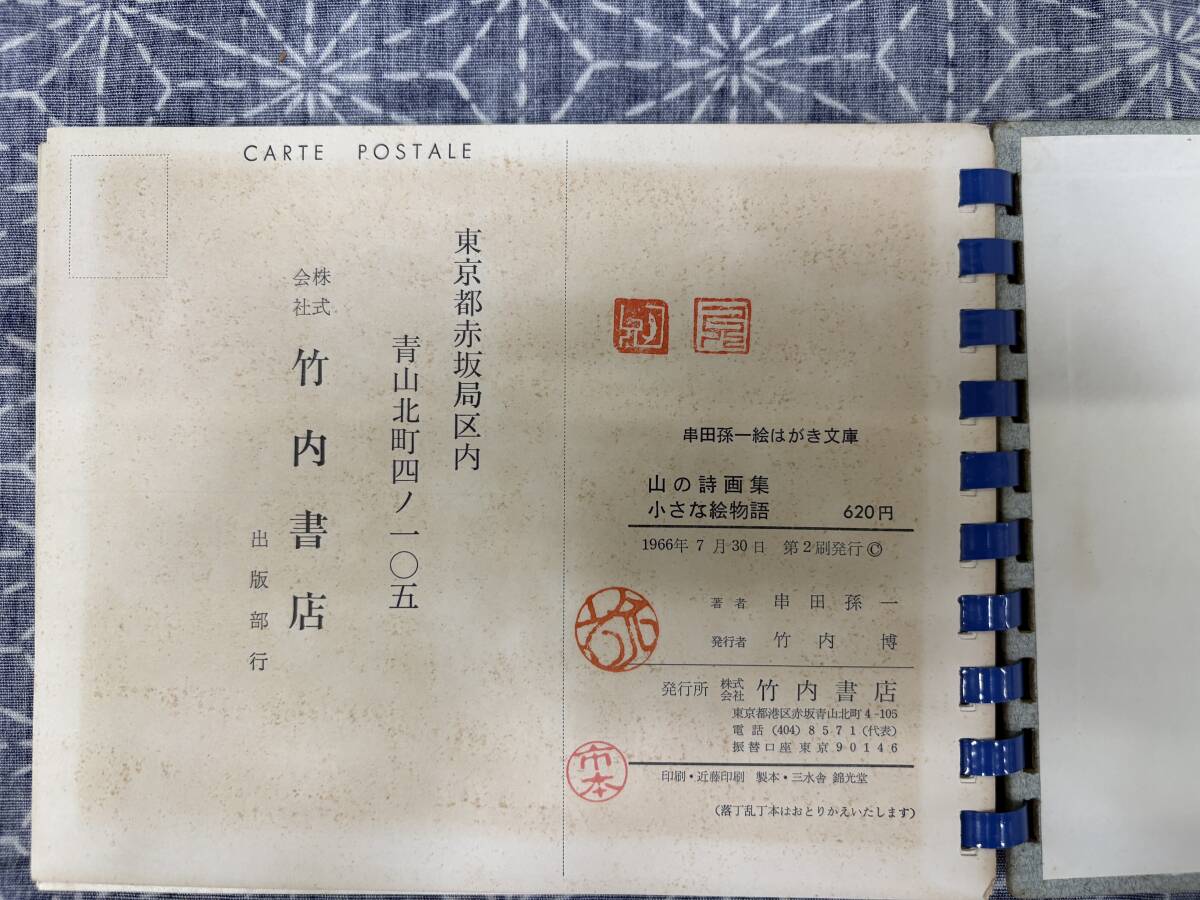 CARTE POSTALE
東京都赤坂局区内
青山北町四ノ一〇五
株式会社 竹内書店
出版部行
串田孫一絵はがき文庫
山の詩画集
小さな絵物語 620円
1966年7月30日 第2刷発行©
著者 串田孫一
発行者 竹内博
発行所 株式会社 竹内書店
東京都港区赤坂青山北町4-105
電話(404)8571(代表)
振替口座東京90146
印刷・近藤印刷 製本・三水舎 錦光堂
(落丁乱丁本はおとりかえいたします)
市本